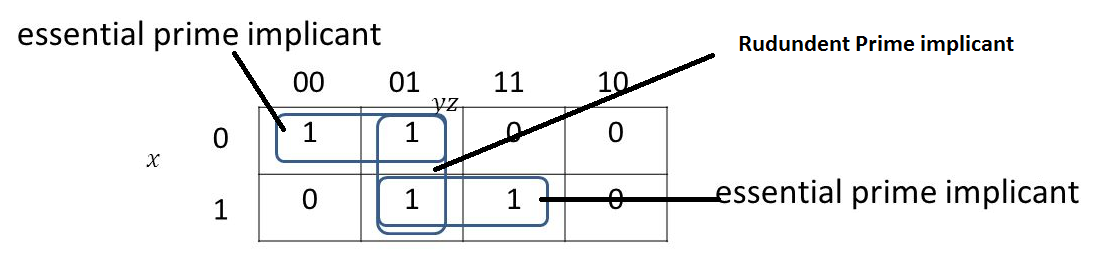 essential prime implicant
Rudundent Prime implicant
00 01 11 10
yz
0 1 1 0 0
x
1 0 1 1 0
essential prime implicant